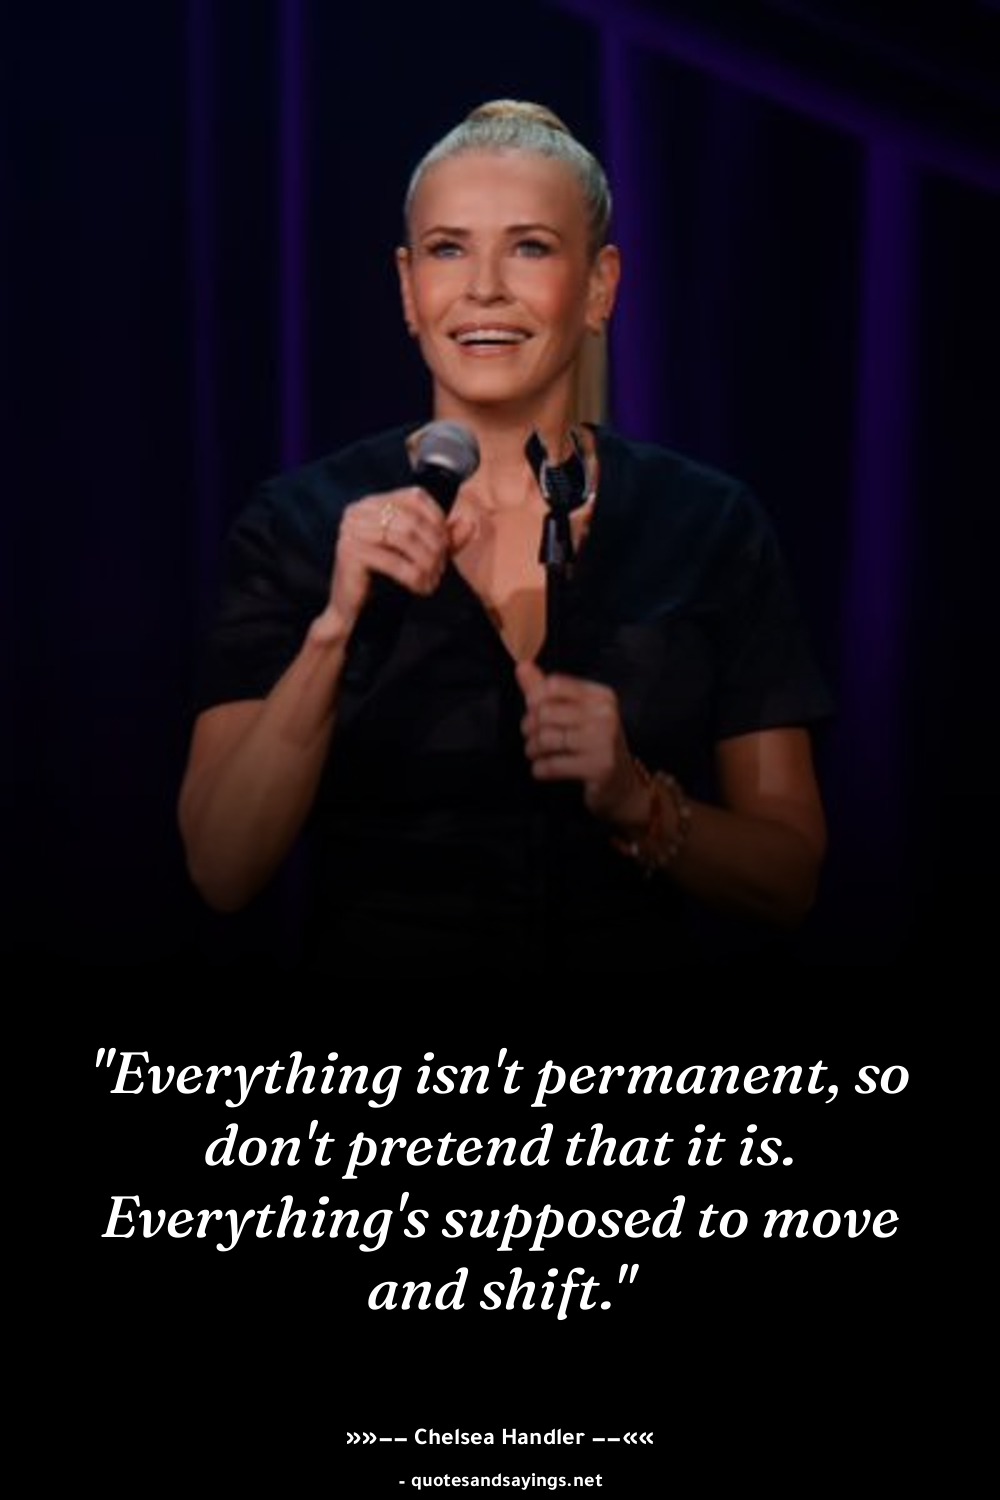 "Everything isn't permanent, so
don't pretend that it is.
Everything's supposed to move
and shift."
»»−− Chelsea Handler −−««
- quotesandsayings.net